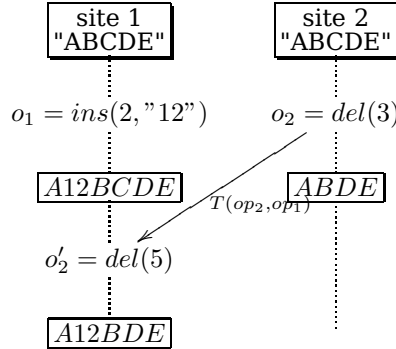 site 1
"ABCDE"
site 2
"ABCDE"
o₁ = ins(2, ”12”)
o₂ = del(3)
A12BCDE
ABDE
T(op₂,op₁)
o′₂ = del(5)
A12BDE